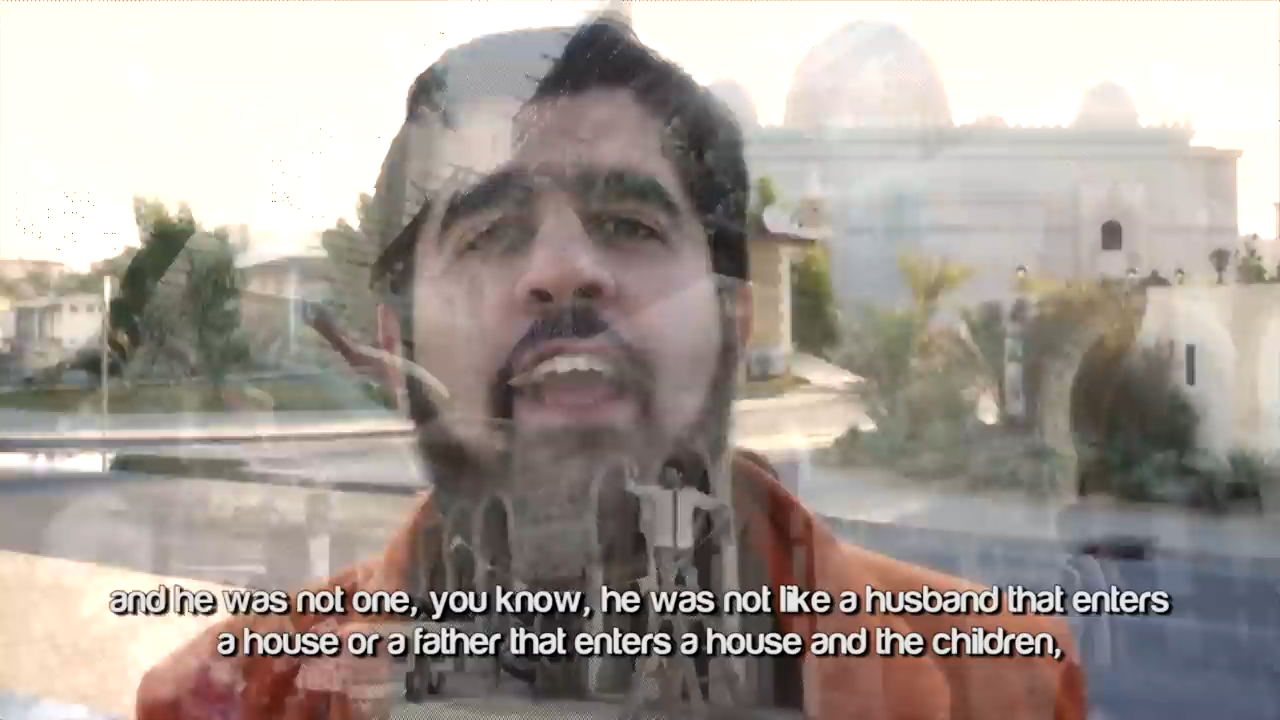 and he was not one, you know, he was not like a husband that enters
a house or a father that enters a house and the children,